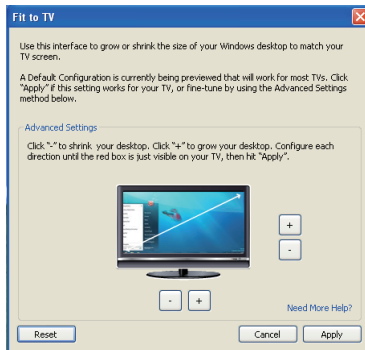 Fit to TV
Use this interface to grow or shrink the size of your Windows desktop to match your
TV screen.
A Default Configuration is currently being previewed that will work for most TVs. Click
"Apply" if this setting works for your TV, or fine-tune by using the Advanced Settings
method below.
Advanced Settings
Click "-" to shrink your desktop. Click "+" to grow your desktop. Configure each
direction until the red box is just visible on your TV, then hit "Apply".
+
-
- +
Need More Help?
Reset Cancel Apply